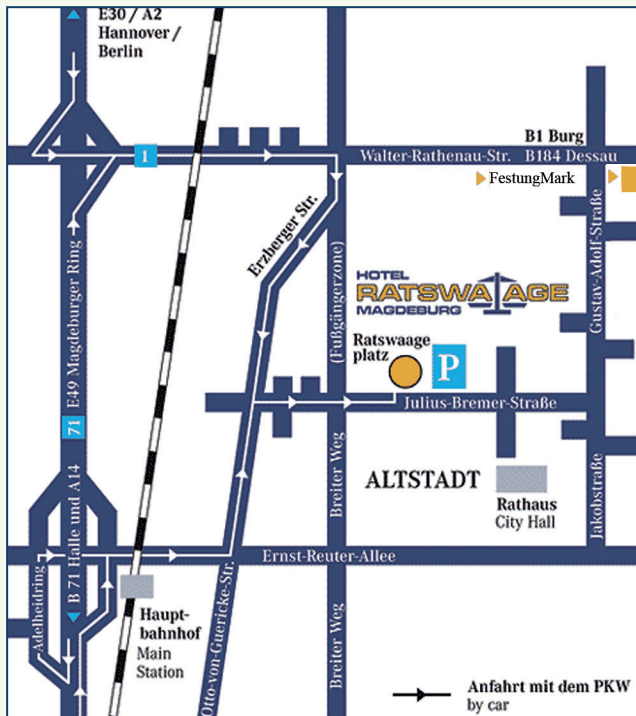 E30 / A2
Hannover /
Berlin
1
Walter-Rathenau-Str.
B1 Burg
B184 Dessau
FestungMark
Erzberger Str.
(Fußgängerzone)
Gustav-Adolf-Straße
E49 Magdeburger Ring
HOTEL
RATSWAAGE
MAGDEBURG
Ratswaage
platz
P
Julius-Bremer-Straße
71
B 71 Halle und A14
Breiter Weg
ALTSTADT
Rathaus
City Hall
Jakobstraße
Ernst-Reuter-Allee
Adelheidring
Haupt-
bahnhof
Main
Station
Otto-von-Guericke-Str.
Breiter Weg
Anfahrt mit dem PKW
by car